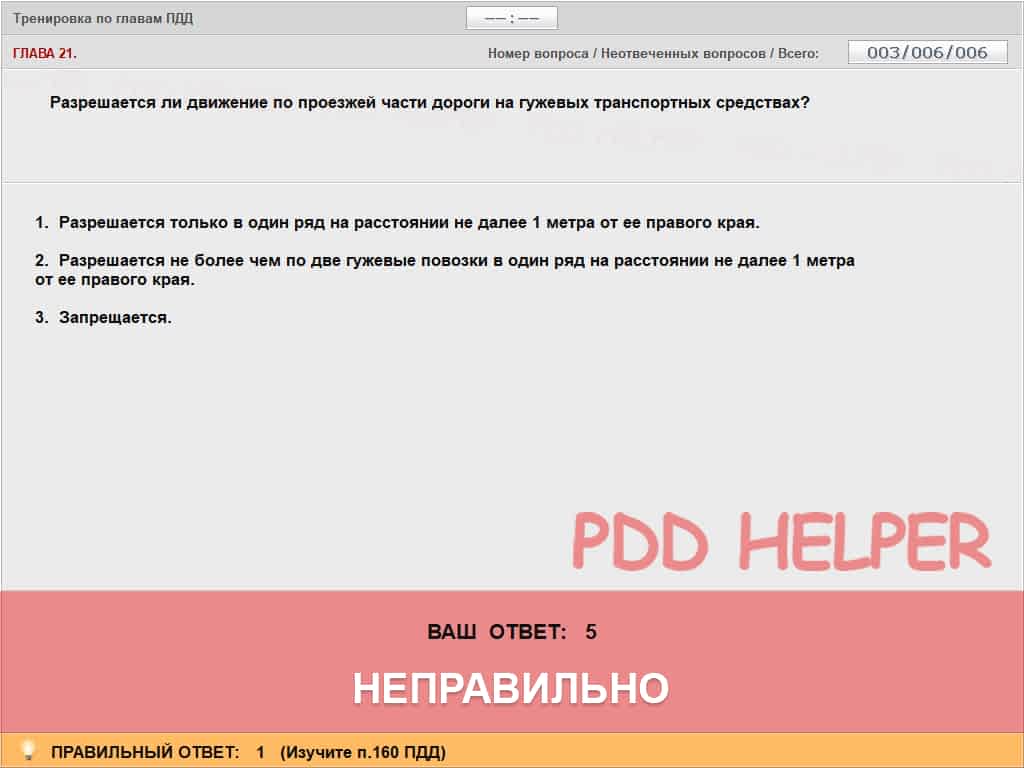 Тренировка по главам ПДД
–– : ––
ГЛАВА 21.
Номер вопроса / Неотвеченных вопросов / Всего:
003/006/006
Разрешается ли движение по проезжей части дороги на гужевых транспортных средствах?
1. Разрешается только в один ряд на расстоянии не далее 1 метра от ее правого края.
2. Разрешается не более чем по две гужевые повозки в один ряд на расстоянии не далее 1 метра
от ее правого края.
3. Запрещается.
PDD HELPER
ВАШ ОТВЕТ: 5
НЕПРАВИЛЬНО
ПРАВИЛЬНЫЙ ОТВЕТ: 1 (Изучите п.160 ПДД)